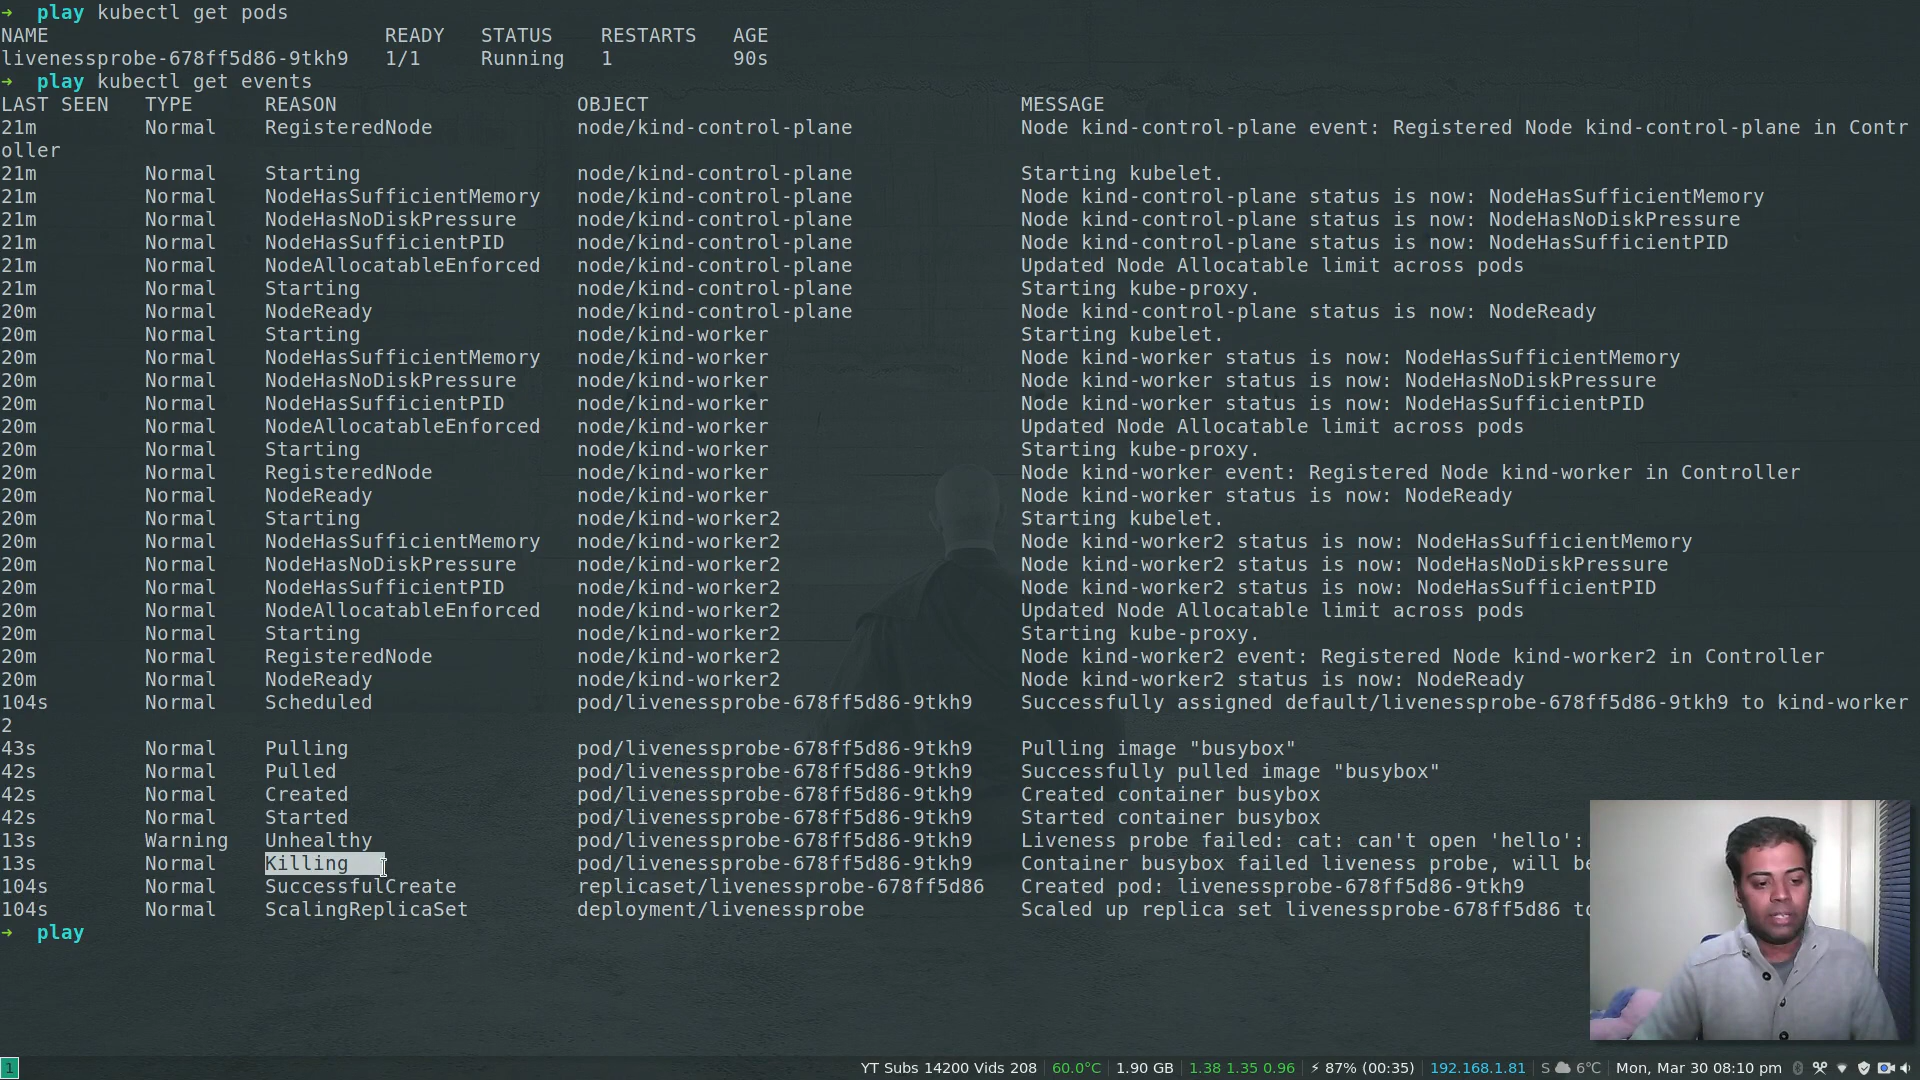 ➜ play kubectl get pods
NAME READY STATUS RESTARTS AGE
livenessprobe-678ff5d86-9tkh9 1/1 Running 1 90s
➜ play kubectl get events
LAST SEEN TYPE REASON OBJECT MESSAGE
21m Normal RegisteredNode node/kind-control-plane Node kind-control-plane event: Registered Node kind-control-plane in Contr
oller
21m Normal Starting node/kind-control-plane Starting kubelet.
21m Normal NodeHasSufficientMemory node/kind-control-plane Node kind-control-plane status is now: NodeHasSufficientMemory
21m Normal NodeHasNoDiskPressure node/kind-control-plane Node kind-control-plane status is now: NodeHasNoDiskPressure
21m Normal NodeHasSufficientPID node/kind-control-plane Node kind-control-plane status is now: NodeHasSufficientPID
21m Normal NodeAllocatableEnforced node/kind-control-plane Updated Node Allocatable limit across pods
21m Normal Starting node/kind-control-plane Starting kube-proxy.
20m Normal NodeReady node/kind-control-plane Node kind-control-plane status is now: NodeReady
20m Normal Starting node/kind-worker Starting kubelet.
20m Normal NodeHasSufficientMemory node/kind-worker Node kind-worker status is now: NodeHasSufficientMemory
20m Normal NodeHasNoDiskPressure node/kind-worker Node kind-worker status is now: NodeHasNoDiskPressure
20m Normal NodeHasSufficientPID node/kind-worker Node kind-worker status is now: NodeHasSufficientPID
20m Normal NodeAllocatableEnforced node/kind-worker Updated Node Allocatable limit across pods
20m Normal Starting node/kind-worker Starting kube-proxy.
20m Normal RegisteredNode node/kind-worker Node kind-worker event: Registered Node kind-worker in Controller
20m Normal NodeReady node/kind-worker Node kind-worker status is now: NodeReady
20m Normal Starting node/kind-worker2 Starting kubelet.
20m Normal NodeHasSufficientMemory node/kind-worker2 Node kind-worker2 status is now: NodeHasSufficientMemory
20m Normal NodeHasNoDiskPressure node/kind-worker2 Node kind-worker2 status is now: NodeHasNoDiskPressure
20m Normal NodeHasSufficientPID node/kind-worker2 Node kind-worker2 status is now: NodeHasSufficientPID
20m Normal NodeAllocatableEnforced node/kind-worker2 Updated Node Allocatable limit across pods
20m Normal Starting node/kind-worker2 Starting kube-proxy.
20m Normal RegisteredNode node/kind-worker2 Node kind-worker2 event: Registered Node kind-worker2 in Controller
20m Normal NodeReady node/kind-worker2 Node kind-worker2 status is now: NodeReady
104s Normal Scheduled pod/livenessprobe-678ff5d86-9tkh9 Successfully assigned default/livenessprobe-678ff5d86-9tkh9 to kind-worker
2
43s Normal Pulling pod/livenessprobe-678ff5d86-9tkh9 Pulling image "busybox"
42s Normal Pulled pod/livenessprobe-678ff5d86-9tkh9 Successfully pulled image "busybox"
42s Normal Created pod/livenessprobe-678ff5d86-9tkh9 Created container busybox
42s Normal Started pod/livenessprobe-678ff5d86-9tkh9 Started container busybox
13s Warning Unhealthy pod/livenessprobe-678ff5d86-9tkh9 Liveness probe failed: cat: can't open 'hello':
13s Normal Killing pod/livenessprobe-678ff5d86-9tkh9 Container busybox failed liveness probe, will be
104s Normal SuccessfulCreate replicaset/livenessprobe-678ff5d86 Created pod: livenessprobe-678ff5d86-9tkh9
104s Normal ScalingReplicaSet deployment/livenessprobe Scaled up replica set livenessprobe-678ff5d86 to
➜ play
1 YT Subs 14200 Vids 208 60.0°C 1.90 GB 1.38 1.35 0.96 ⚡ 87% (00:35) 192.168.1.81 S ☁ 6°C Mon, Mar 30 08:10 pm